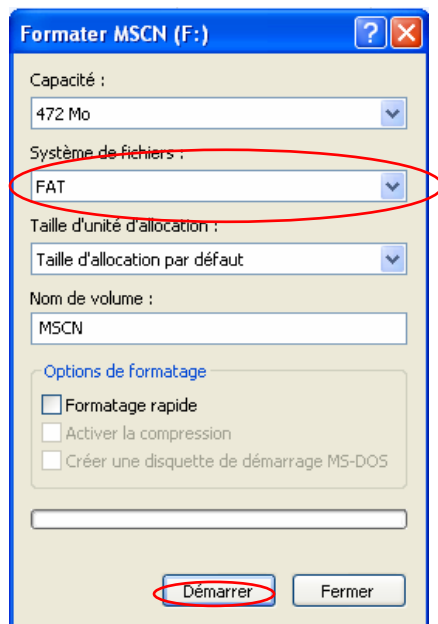 Formater MSCN (F:)
Capacité :
472 Mo
Système de fichiers :
FAT
Taille d'unité d'allocation :
Taille d'allocation par défaut
Nom de volume :
MSCN
Options de formatage
Formatage rapide
Activer la compression
Créer une disquette de démarrage MS-DOS
Démarrer Fermer